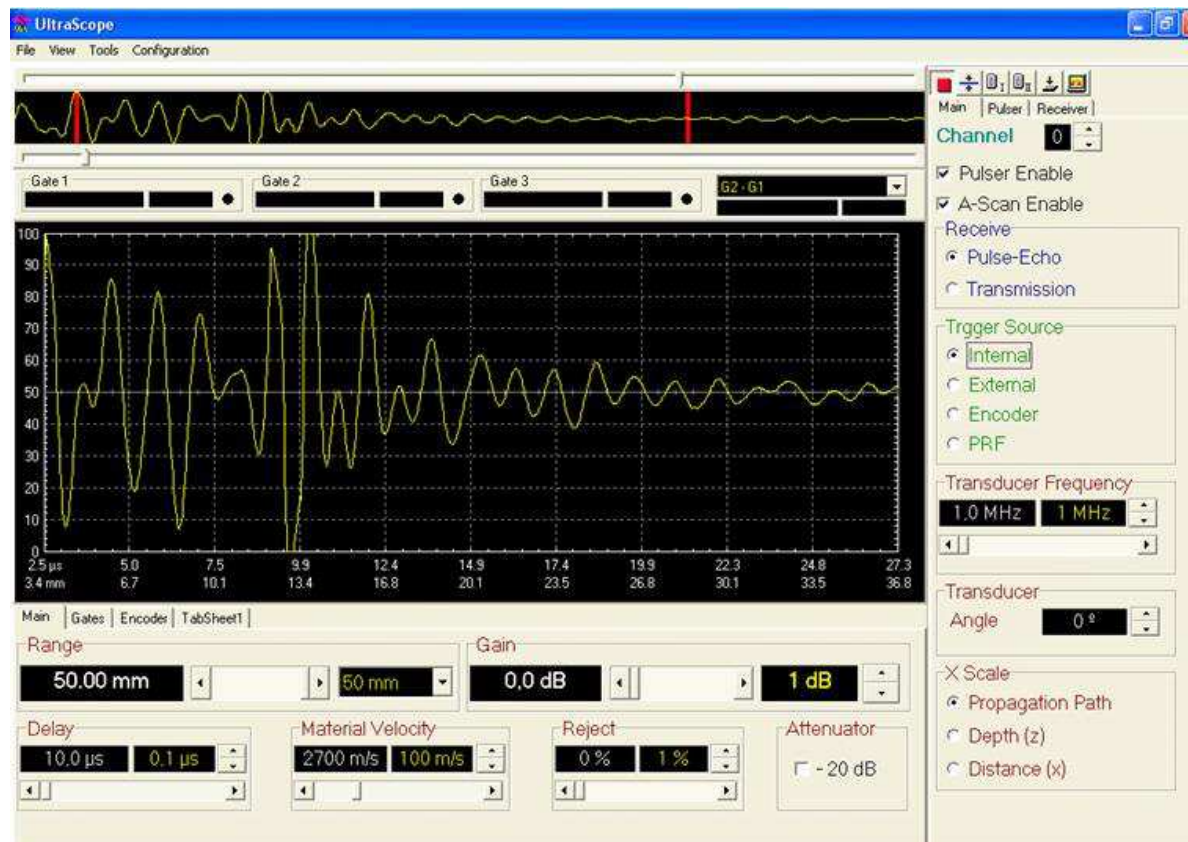 UltraScope
File View Tools Configuration
Gate 1
Gate 2
Gate 3
G2 - G1
100
90
80
70
60
50
40
30
20
10
0
2.5 µs 5.0 7.5 9.9 12.4 14.9 17.4 19.9 22.3 24.8 27.3
3.4 mm 6.7 10.1 13.4 16.8 20.1 23.5 26.8 30.1 33.5 36.8
Main Gates Encoder TabSheet1
Range
50.00 mm 50 mm
Gain
0,0 dB 1 dB
Delay
10,0 µs 0.1 µs
Material Velocity
2700 m/s 100 m/s
Reject
0 % 1 %
Attenuator
- 20 dB
Main Pulser Receiver
Channel 0
Pulser Enable
A-Scan Enable
Receive
Pulse-Echo
Transmission
Trgger Source
Internal
External
Encoder
PRF
Transducer Frequency
1,0 MHz 1 MHz
Transducer
Angle 0 º
X Scale
Propagation Path
Depth (z)
Distance (x)